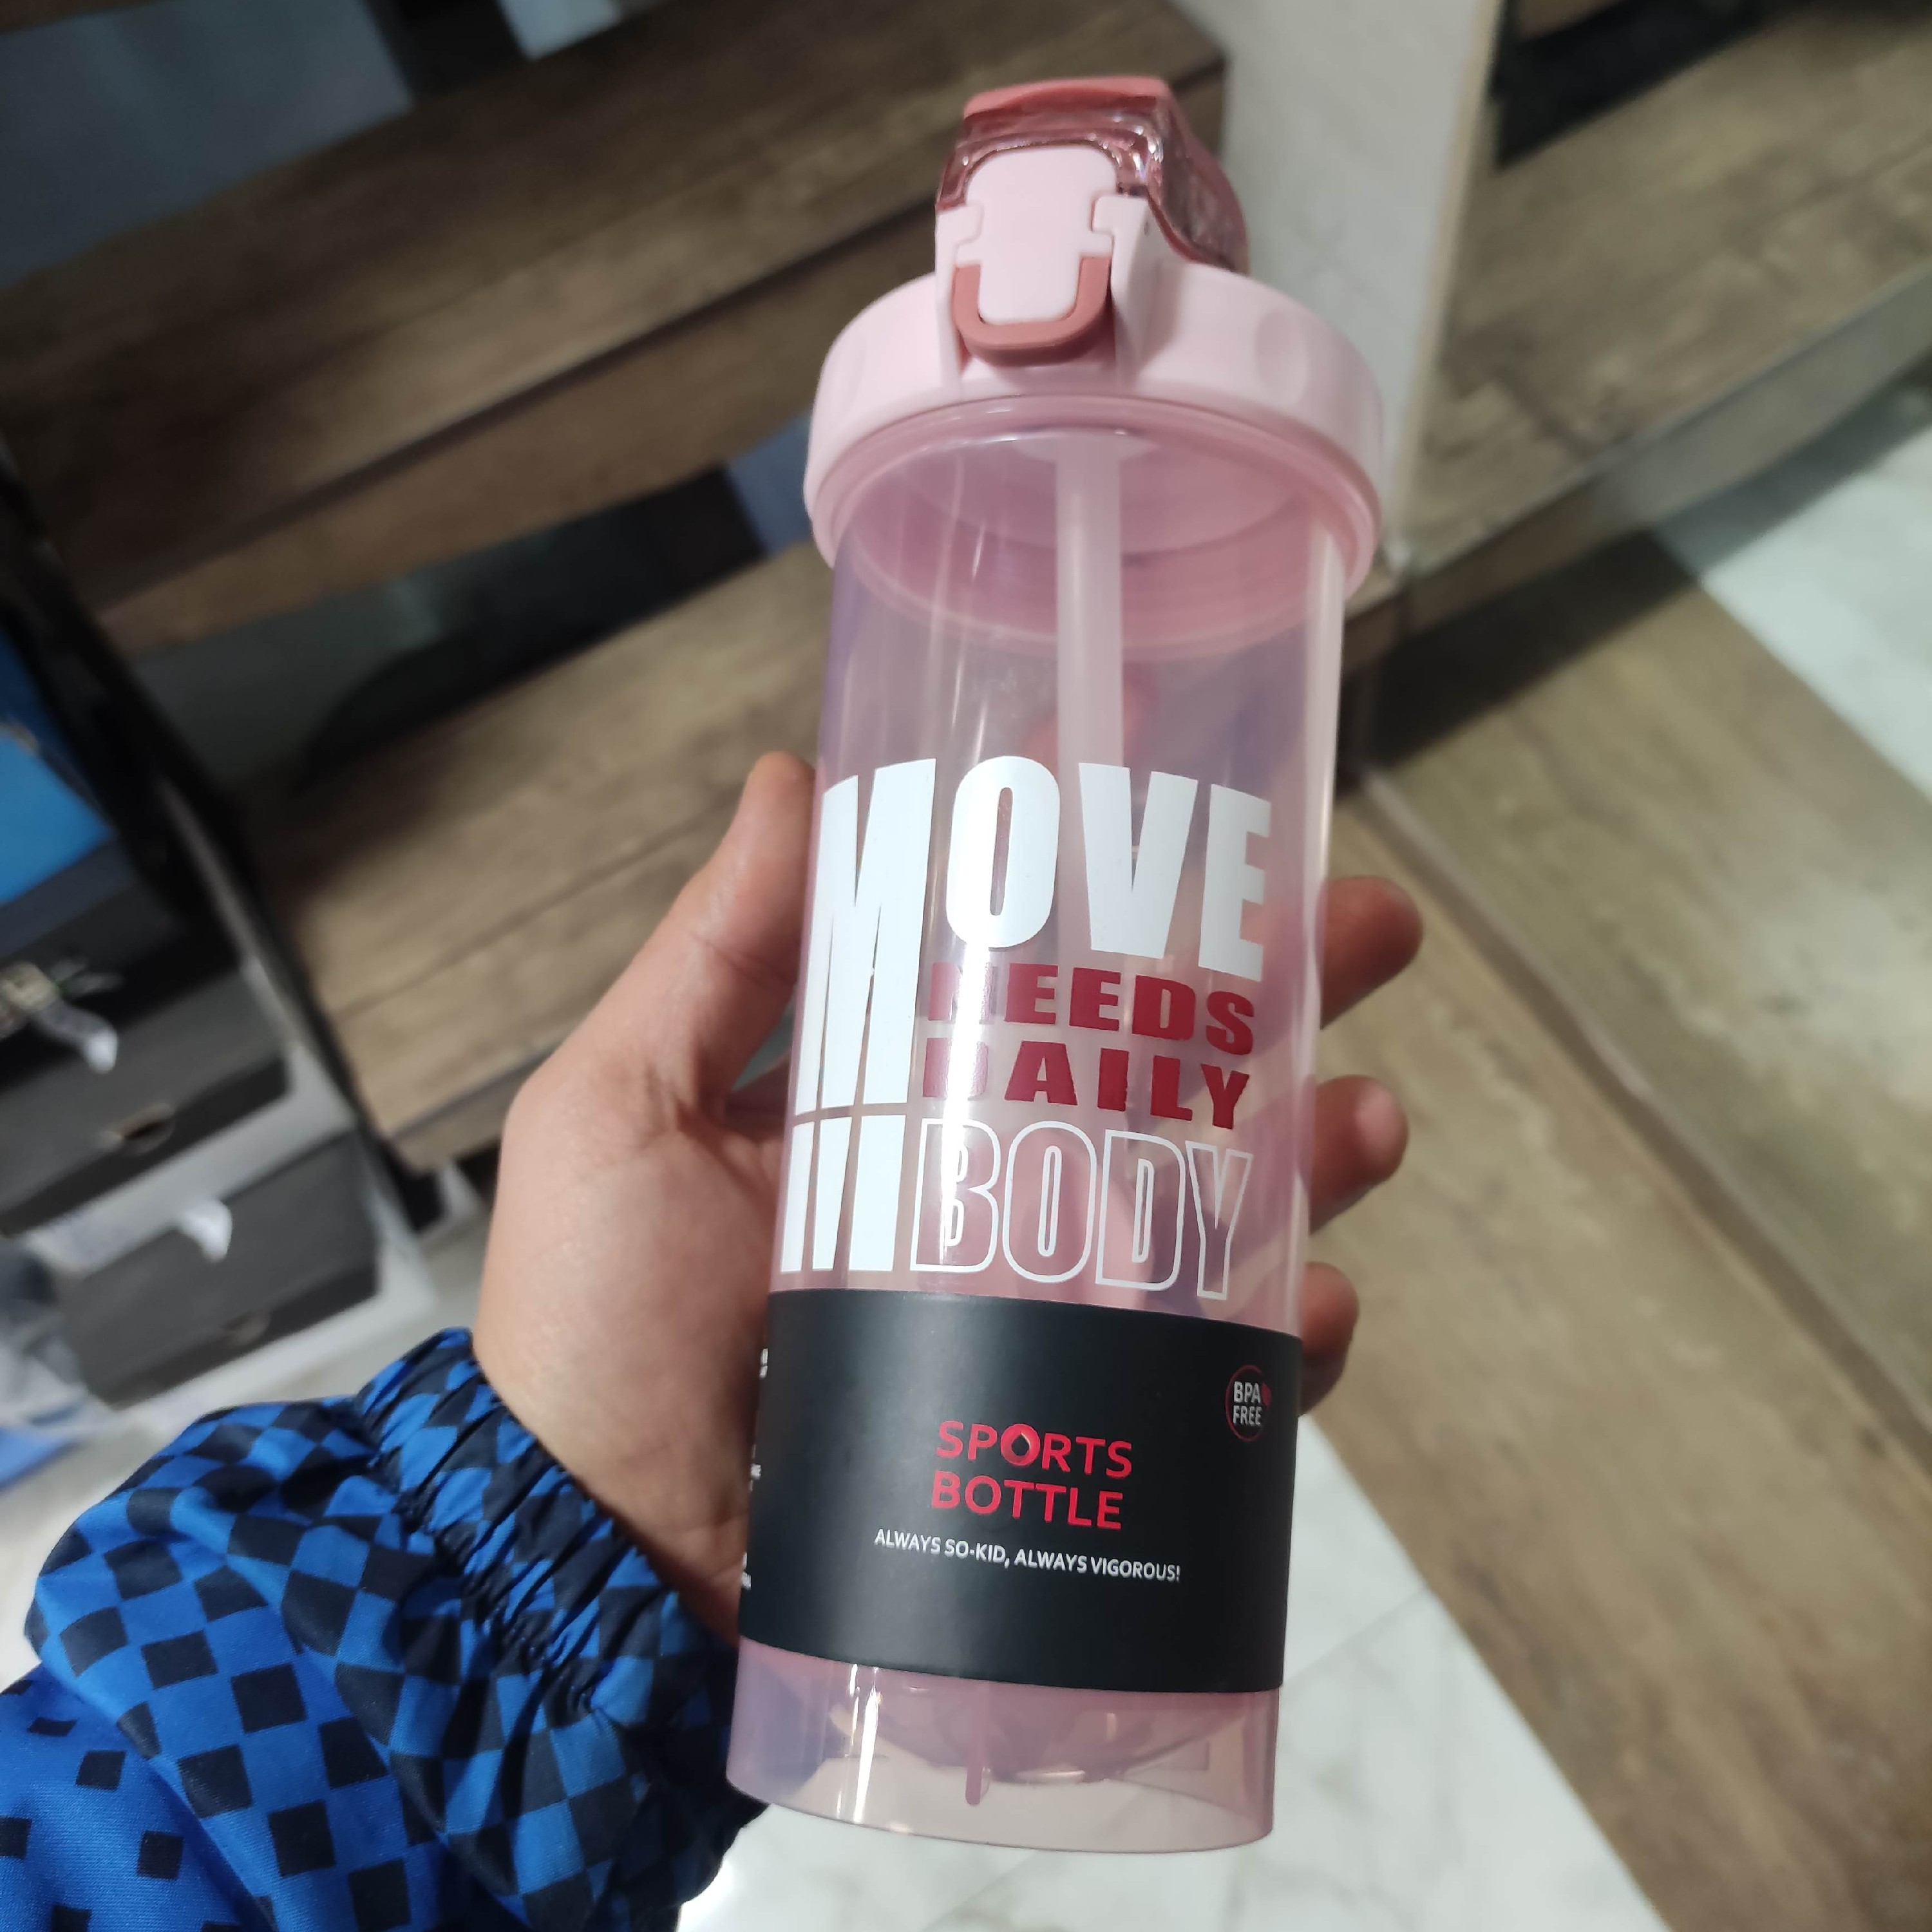 MOVE
NEEDS
DAILY
BODY
BPA
FREE
SPORTS
BOTTLE
ALWAYS SO-KID, ALWAYS VIGOROUS!